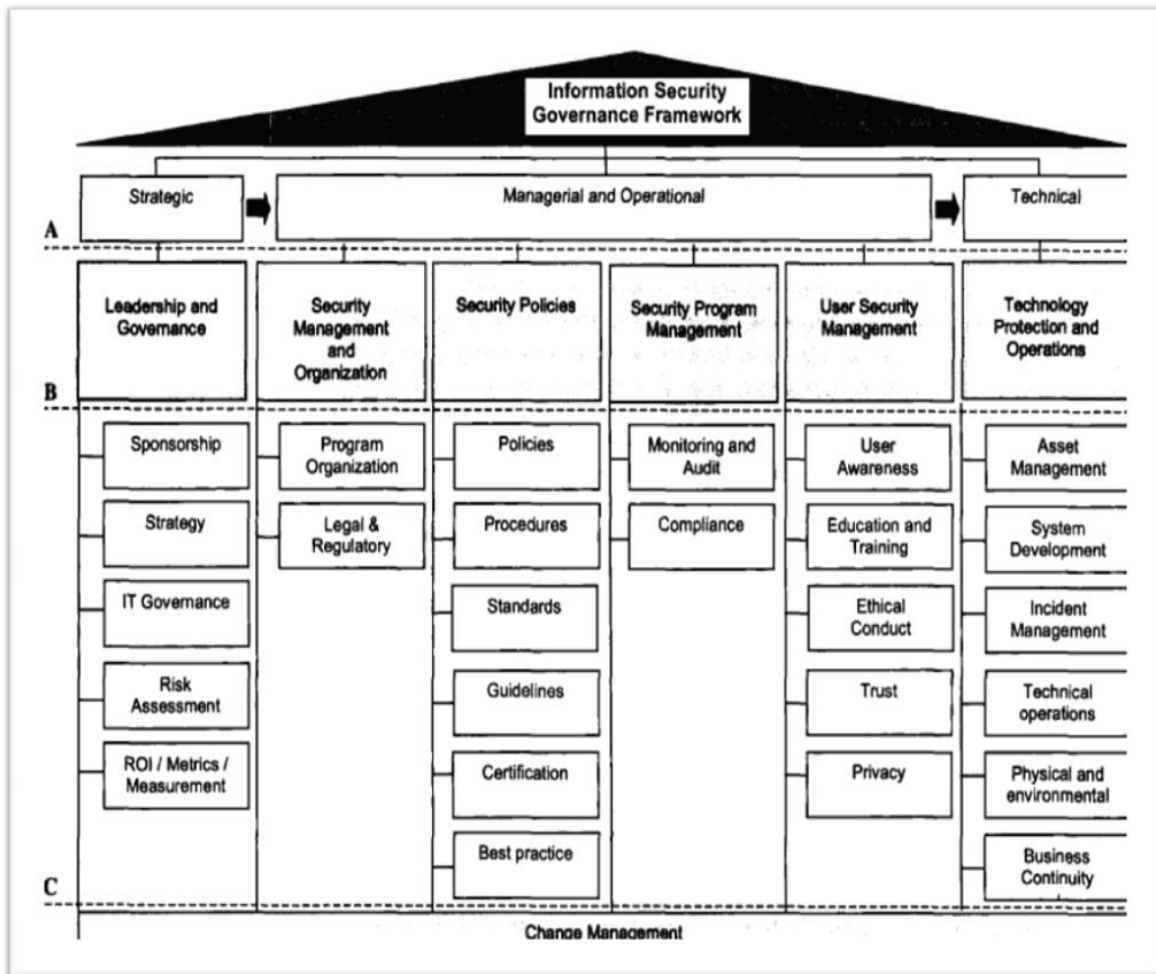 Information Security
Governance Framework
Strategic
Managerial and Operational
Technical
A
Leadership and
Governance
Security
Management
and
Organization
Security Policies
Security Program
Management
User Security
Management
Technology
Protection and
Operations
B
Sponsorship
Program
Organization
Policies
Monitoring and
Audit
User
Awareness
Asset
Management
Strategy
Legal &
Regulatory
Procedures
Compliance
Education and
Training
System
Development
IT Governance
Standards
Ethical
Conduct
Incident
Management
Risk
Assessment
Guidelines
Trust
Technical
operations
ROI / Metrics /
Measurement
Certification
Privacy
Physical and
environmental
Best practice
Business
Continuity
C
Change Management